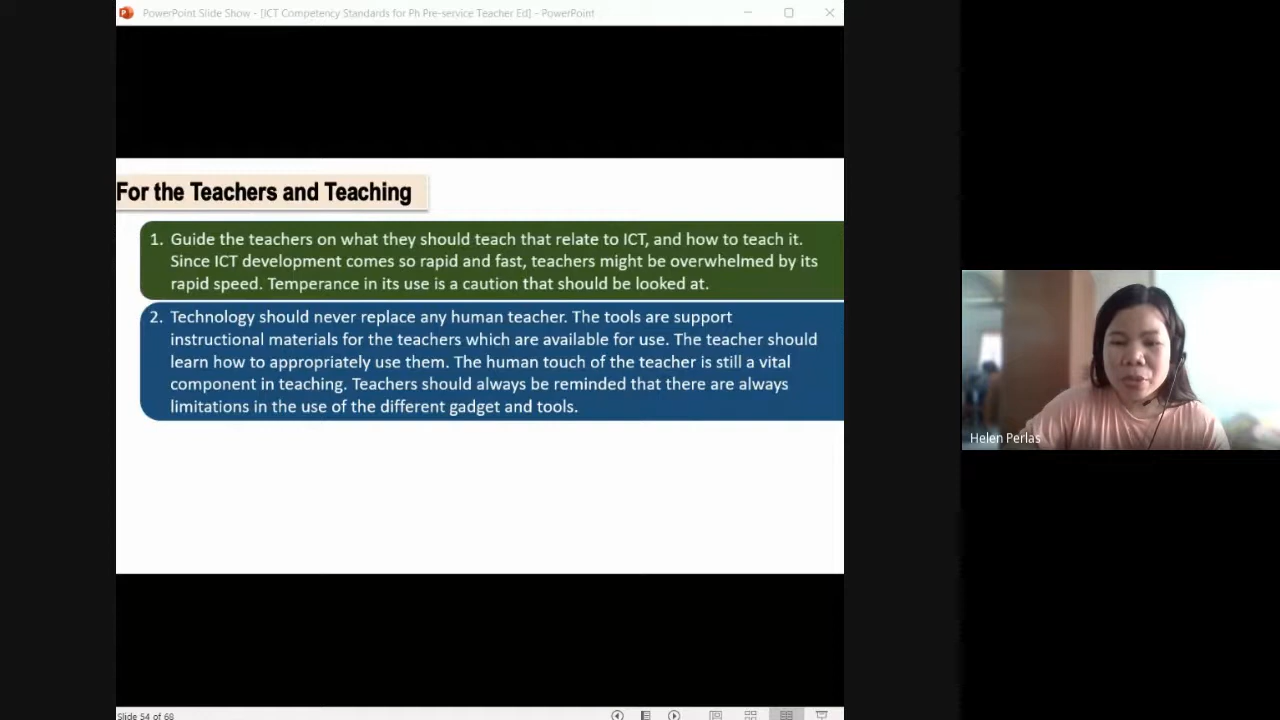 PowerPoint Slide Show - [ICT Competency Standards for Ph Pre-service Teacher Ed] - PowerPoint
For the Teachers and Teaching
1. Guide the teachers on what they should teach that relate to ICT, and how to teach it.
Since ICT development comes so rapid and fast, teachers might be overwhelmed by its
rapid speed. Temperance in its use is a caution that should be looked at.
2. Technology should never replace any human teacher. The tools are support
instructional materials for the teachers which are available for use. The teacher should
learn how to appropriately use them. The human touch of the teacher is still a vital
component in teaching. Teachers should always be reminded that there are always
limitations in the use of the different gadget and tools.
Helen Perlas
Slide 54 of 68